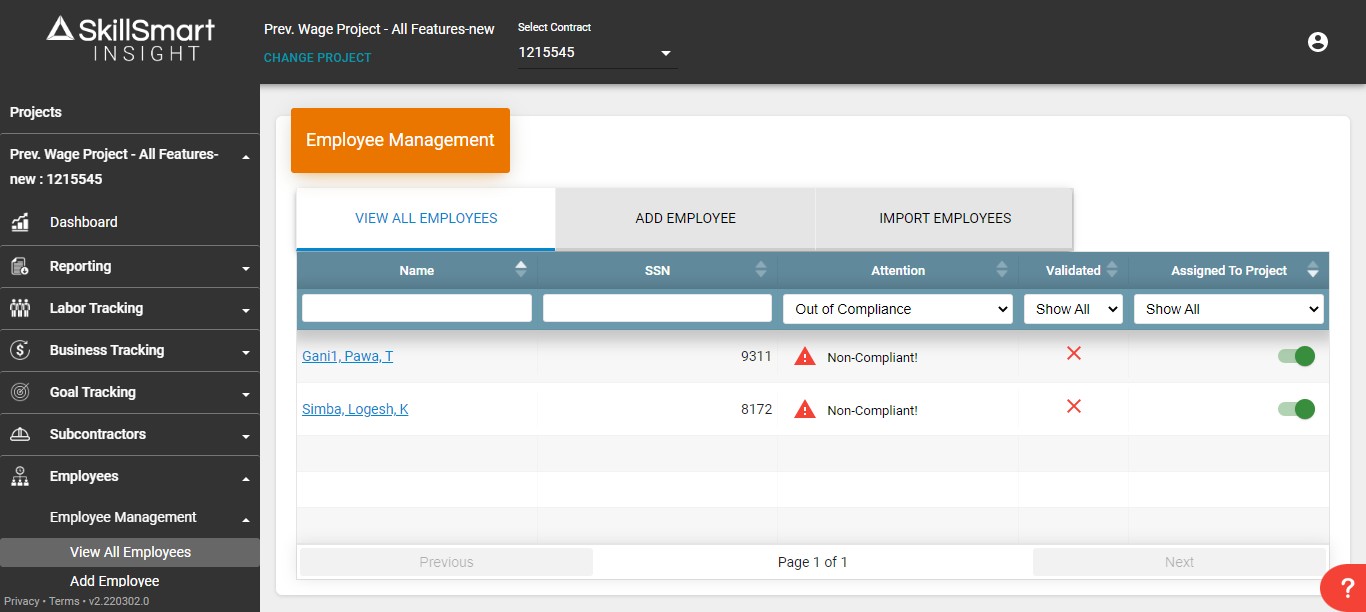 SkillSmart
INSIGHT
Prev. Wage Project - All Features-new
CHANGE PROJECT
Select Contract
1215545
Projects
Prev. Wage Project - All Features-
new : 1215545
Dashboard
Reporting
Labor Tracking
Business Tracking
Goal Tracking
Subcontractors
Employees
Employee Management
View All Employees
Add Employee
Privacy • Terms • v2.220302.0
Employee Management
VIEW ALL EMPLOYEES ADD EMPLOYEE IMPORT EMPLOYEES
Name SSN Attention Validated Assigned To Project
Out of Compliance Show All Show All
Gani1, Pawa, T 9311 Non-Compliant!
Simba, Logesh, K 8172 Non-Compliant!
Previous Page 1 of 1 Next
?